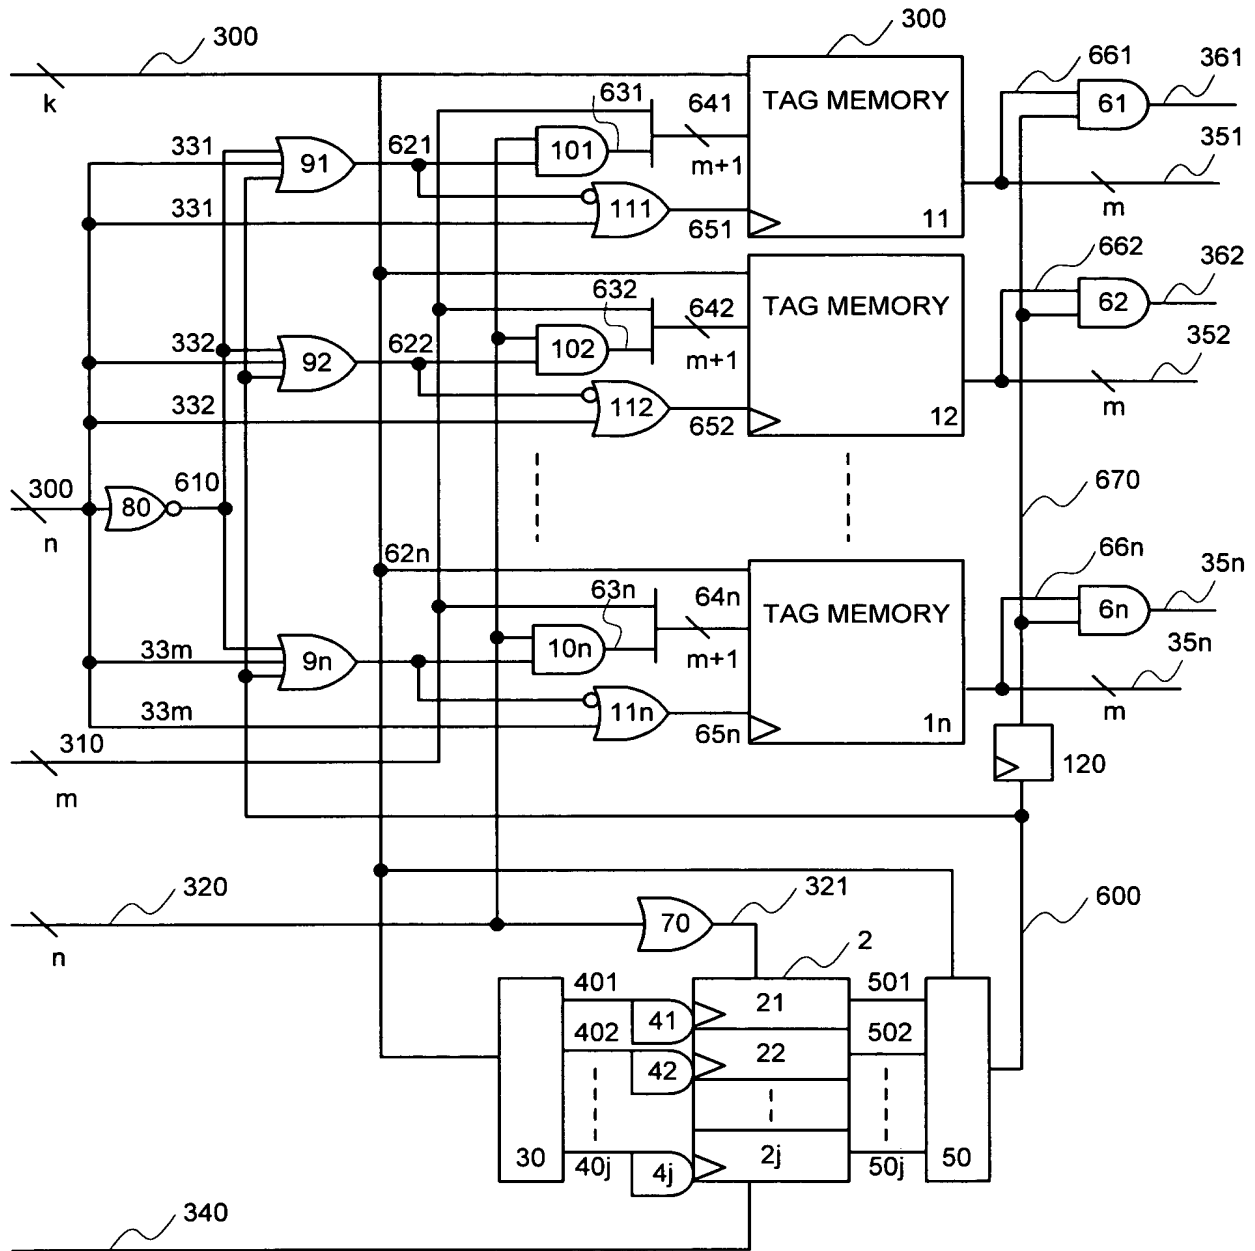 300
k
331
331
91
621
101
631
641
m+1
111
651
300
TAG MEMORY
11
661
61
361
351
m
332
332
92
622
102
632
642
m+1
112
652
TAG MEMORY
12
662
62
362
352
m
300
n
80
610
670
62n
33m
33m
9n
10n
63n
64n
m+1
11n
65n
TAG MEMORY
1n
66n
6n
35n
35n
m
310
m
120
320
n
70
321
2
600
30
401
402
40j
41
42
4j
21
22
2j
501
502
50j
50
340